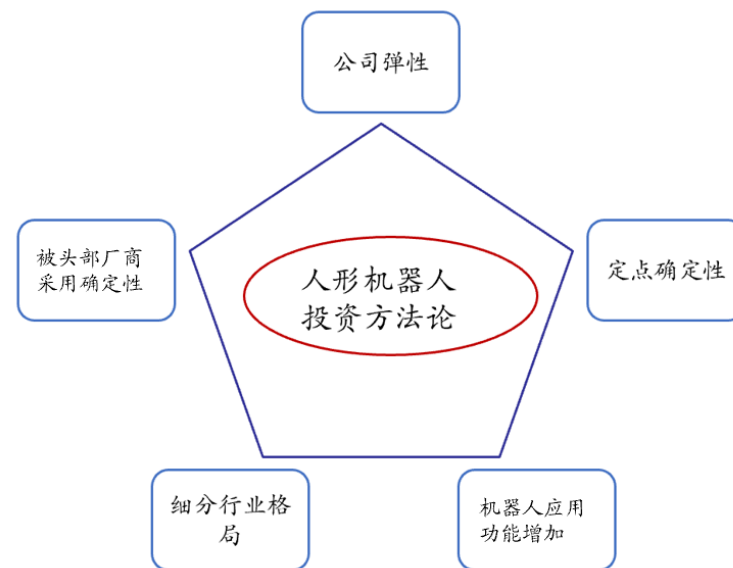 公司弹性
被头部厂商
采用确定性
定点确定性
人形机器人
投资方法论
细分行业格
局
机器人应用
功能增加